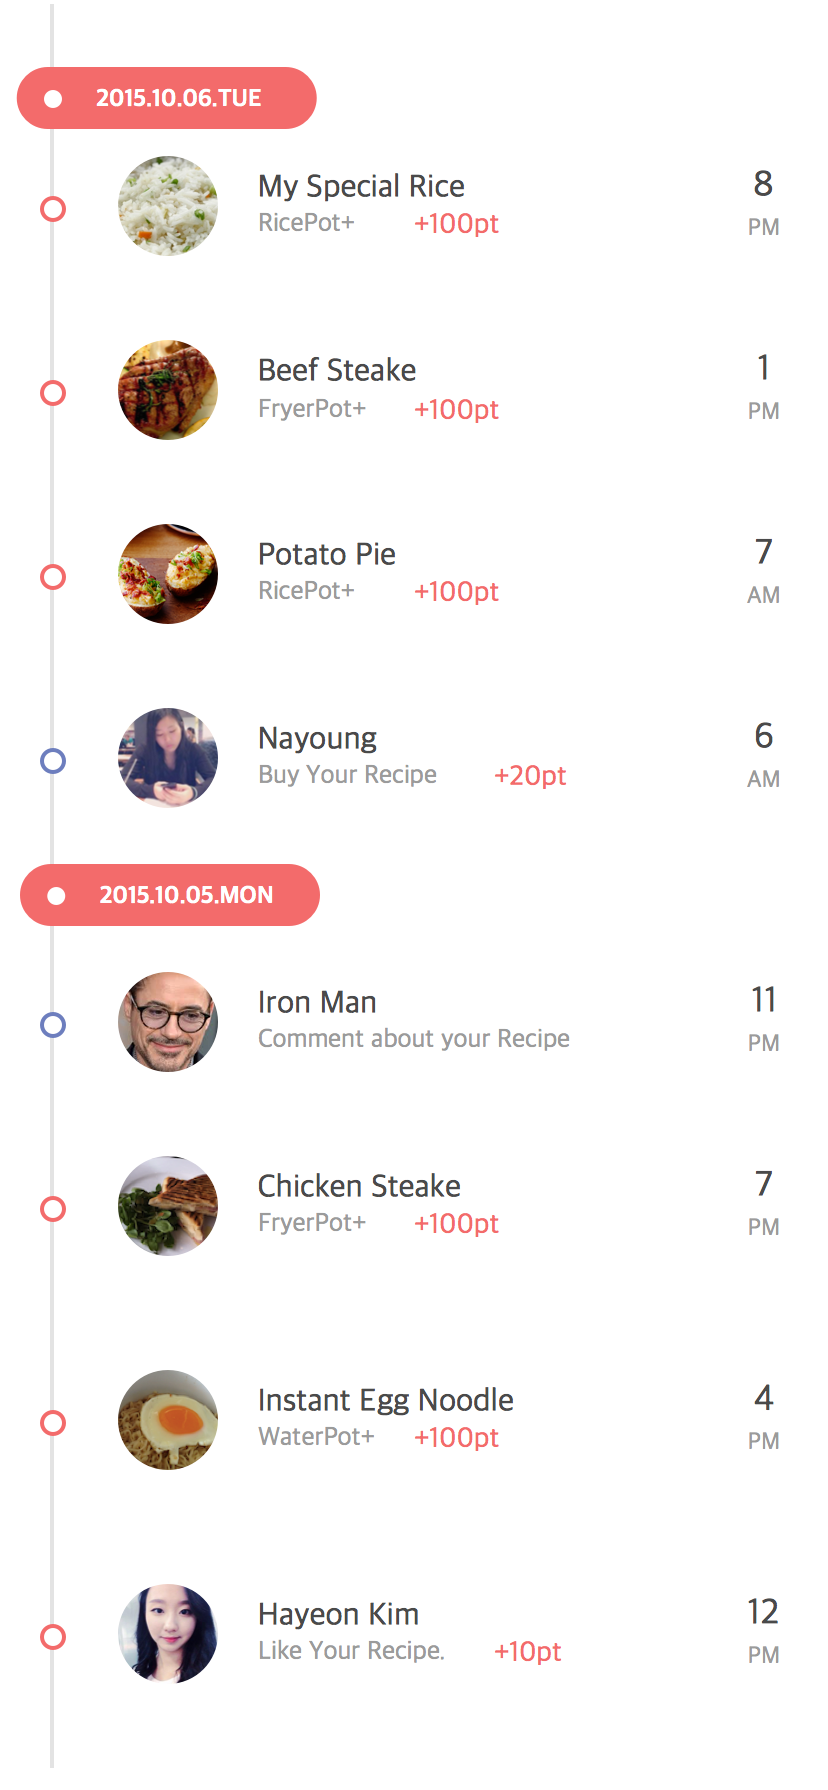 2015.10.06.TUE
My Special Rice
RicePot+ +100pt
8
PM
Beef Steake
FryerPot+ +100pt
1
PM
Potato Pie
RicePot+ +100pt
7
AM
Nayoung
Buy Your Recipe +20pt
6
AM
2015.10.05.MON
Iron Man
Comment about your Recipe
11
PM
Chicken Steake
FryerPot+ +100pt
7
PM
Instant Egg Noodle
WaterPot+ +100pt
4
PM
Hayeon Kim
Like Your Recipe. +10pt
12
PM